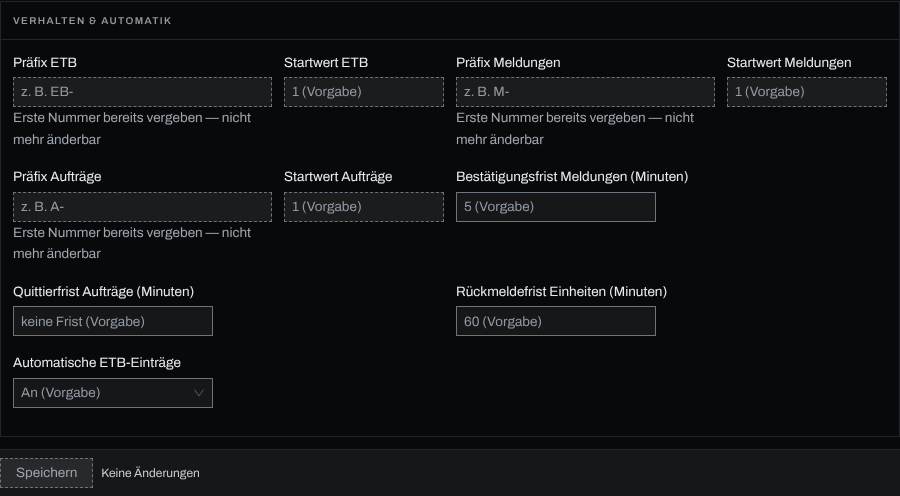 VERHALTEN & AUTOMATIK
Präfix ETB
Startwert ETB
Präfix Meldungen
Startwert Meldungen
z. B. EB-
1 (Vorgabe)
z. B. M-
1 (Vorgabe)
Erste Nummer bereits vergeben — nicht
mehr änderbar
Erste Nummer bereits vergeben — nicht
mehr änderbar
Präfix Aufträge
Startwert Aufträge
Bestätigungsfrist Meldungen (Minuten)
z. B. A-
1 (Vorgabe)
5 (Vorgabe)
Erste Nummer bereits vergeben — nicht
mehr änderbar
Quittierfrist Aufträge (Minuten)
Rückmeldefrist Einheiten (Minuten)
keine Frist (Vorgabe)
60 (Vorgabe)
Automatische ETB-Einträge
An (Vorgabe)
Speichern
Keine Änderungen